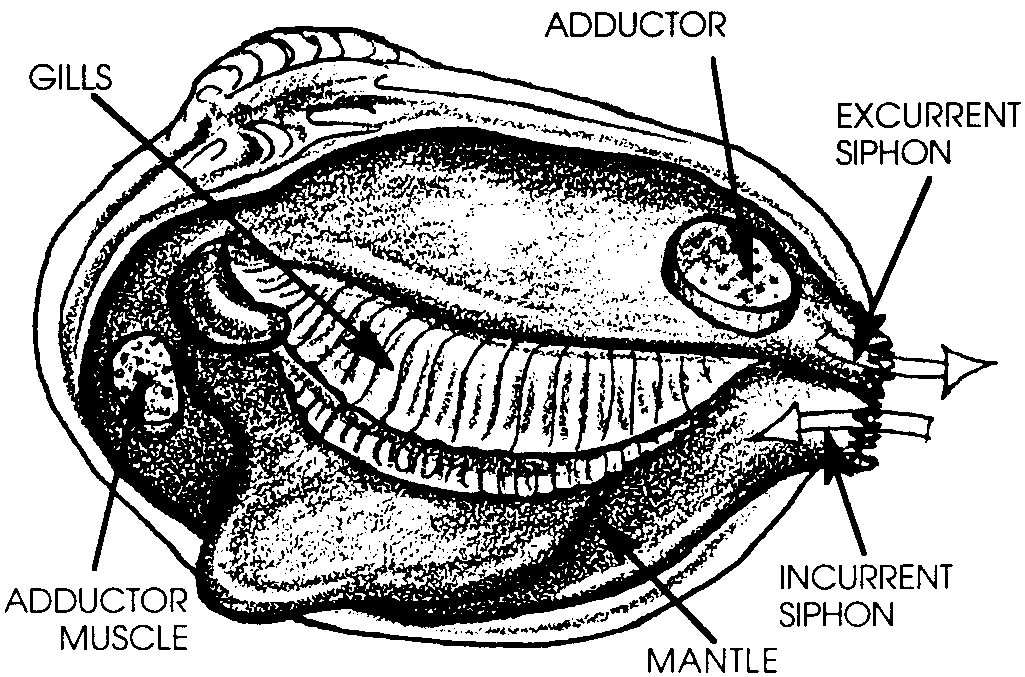 ADDUCTOR
GILLS
EXCURRENT
SIPHON
ADDUCTOR
MUSCLE
INCURRENT
SIPHON
MANTLE